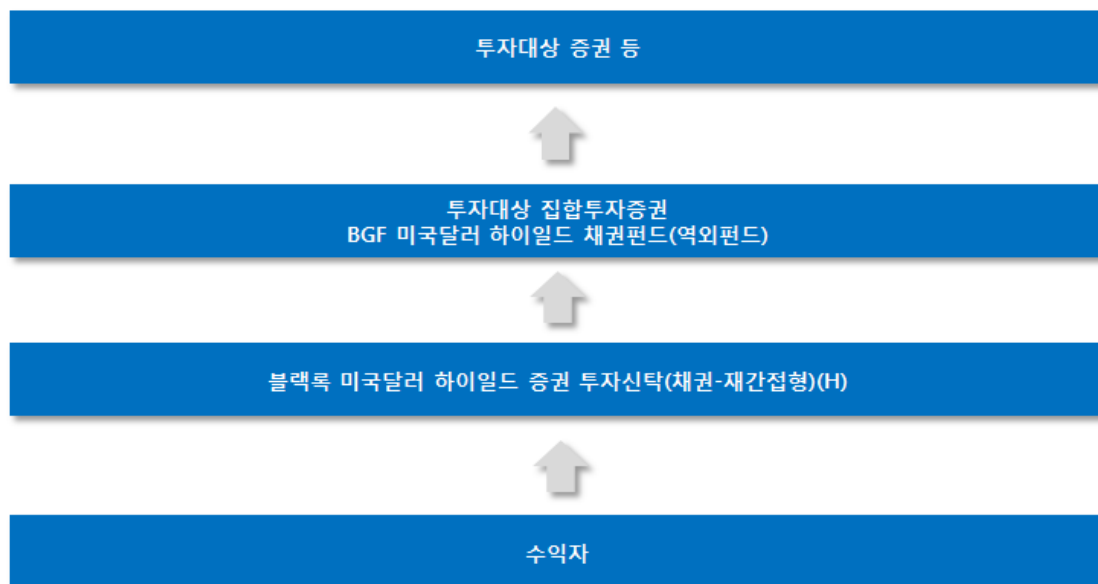 투자대상 증권 등
투자대상 집합투자증권
BGF 미국달러 하이일드 채권펀드(역외펀드)
블랙록 미국달러 하이일드 증권 투자신탁(채권-재간접형)(H)
수익자